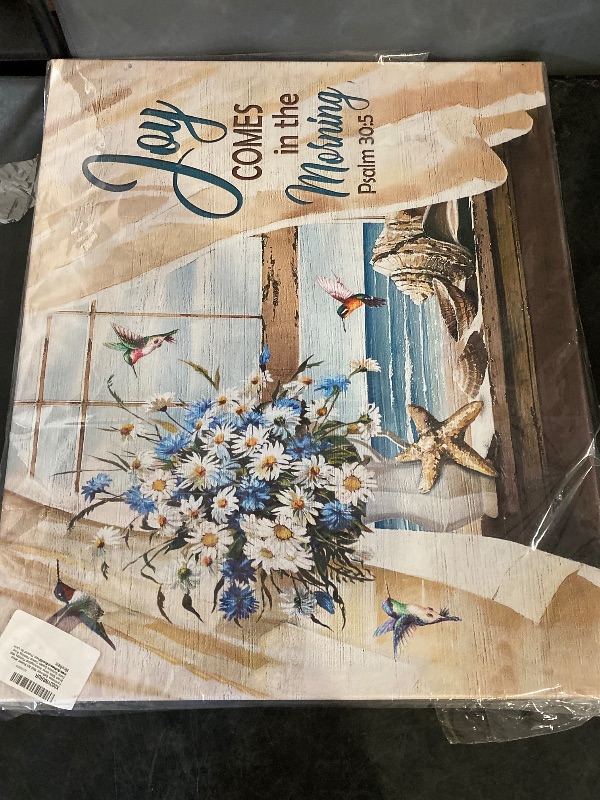 Joy
COMES
in the
Morning
Psalm 30:5